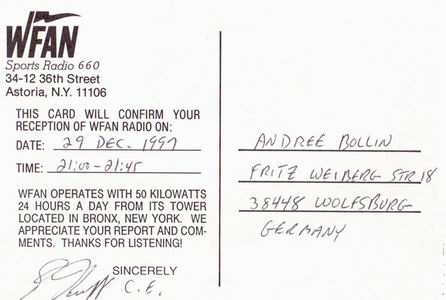 WFAN
Sports Radio 660
34-12 36th Street
Astoria, N.Y. 11106
THIS CARD WILL CONFIRM YOUR
RECEPTION OF WFAN RADIO ON:
DATE: 29 DEC. 1997
TIME: 21:00-21:45
WFAN OPERATES WITH 50 KILOWATTS
24 HOURS A DAY FROM ITS TOWER
LOCATED IN BRONX, NEW YORK. WE
APPRECIATE YOUR REPORT AND COM-
MENTS. THANKS FOR LISTENING!
SINCERELY
C.E.
ANDREE BOLLIN
FRITZ WEIBERG STR 18
38448 WOLFSBURG
GERMANY